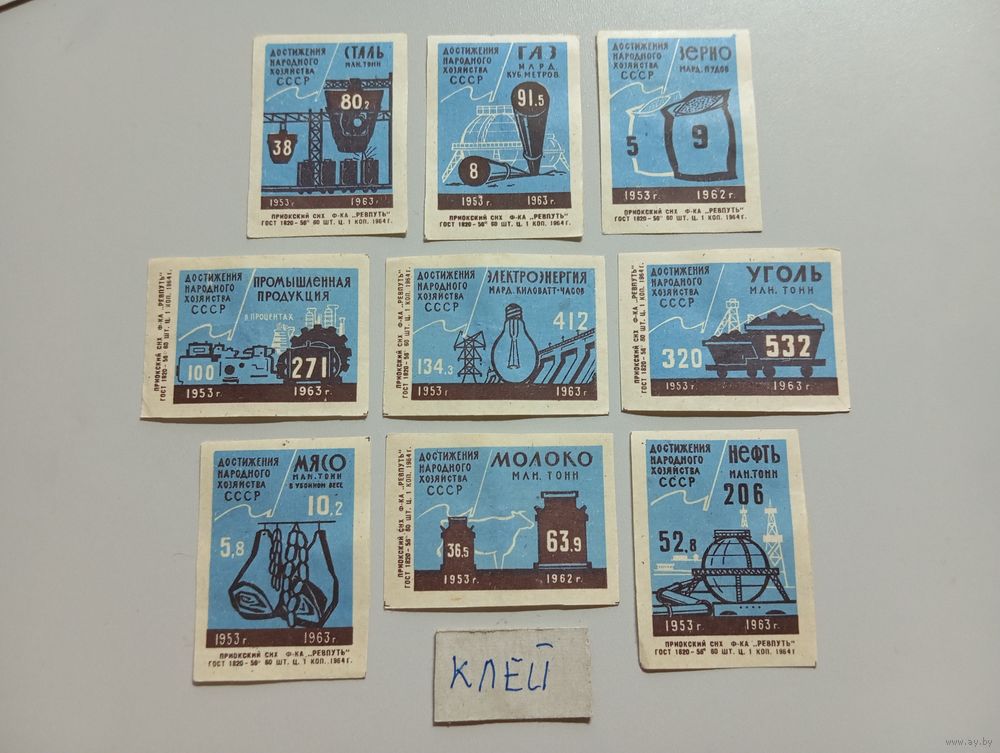 ДОСТИЖЕНИЯ
НАРОДНОГО
ХОЗЯЙСТВА
СССР
СТАЛЬ
МЛН. ТОНН
80,2
38
1953 г. 1963 г.
ПРИОКСКИЙ СНХ Ф-КА „РЕВПУТЬ"
ГОСТ 1820-56* 60 ШТ. Ц. 1 КОП. 1964 г.
ДОСТИЖЕНИЯ
НАРОДНОГО
ХОЗЯЙСТВА
СССР
ГАЗ
МЛРД.
КУБ. МЕТРОВ
91.5
8
1953 г. 1963 г.
ПРИОКСКИЙ СНХ Ф-КА „РЕВПУТЬ"
ГОСТ 1820-56* 60 ШТ. Ц. 1 КОП. 1964 г.
ДОСТИЖЕНИЯ
НАРОДНОГО
ХОЗЯЙСТВА
СССР
ЗЕРНО
МЛРД. ПУДОВ
5
9
1953 г. 1962 г.
ПРИОКСКИЙ СНХ Ф-КА „РЕВПУТЬ"
ГОСТ 1820-56* 60 ШТ. Ц. 1 КОП. 1964 г.
ПРИОКСКИЙ СНХ Ф-КА „РЕВПУТЬ"
ГОСТ 1820-56* 60 ШТ. Ц. 1 КОП. 1964 г.
ДОСТИЖЕНИЯ
НАРОДНОГО
ХОЗЯЙСТВА
СССР
ПРОМЫШЛЕННАЯ
ПРОДУКЦИЯ
В ПРОЦЕНТАХ
100
271
1953 г. 1963 г.
ПРИОКСКИЙ СНХ Ф-КА „РЕВПУТЬ"
ГОСТ 1820-56* 60 ШТ. Ц. 1 КОП. 1964 г.
ДОСТИЖЕНИЯ
НАРОДНОГО
ХОЗЯЙСТВА
СССР
ЭЛЕКТРОЭНЕРГИЯ
МЛРД. КИЛОВАТТ-ЧАСОВ
412
134.3
1953 г. 1963 г.
ПРИОКСКИЙ СНХ Ф-КА „РЕВПУТЬ"
ГОСТ 1820-56* 60 ШТ. Ц. 1 КОП. 1964 г.
ДОСТИЖЕНИЯ
НАРОДНОГО
ХОЗЯЙСТВА
СССР
УГОЛЬ
МЛН. ТОНН
320
532
1953 г. 1963 г.
ДОСТИЖЕНИЯ
НАРОДНОГО
ХОЗЯЙСТВА
СССР
МЯСО
МЛН. ТОНН
В УБОЙНОМ ВЕСЕ
10,2
5,8
1953 г. 1963 г.
ПРИОКСКИЙ СНХ Ф-КА „РЕВПУТЬ"
ГОСТ 1820-56* 60 ШТ. Ц. 1 КОП. 1964 г.
ПРИОКСКИЙ СНХ Ф-КА „РЕВПУТЬ"
ГОСТ 1820-56* 60 ШТ. Ц. 1 КОП. 1964 г.
ДОСТИЖЕНИЯ
НАРОДНОГО
ХОЗЯЙСТВА
СССР
МОЛОКО
МЛН. ТОНН
36.5
63.9
1953 г. 1962 г.
ДОСТИЖЕНИЯ
НАРОДНОГО
ХОЗЯЙСТВА
СССР
НЕФТЬ
МЛН. ТОНН
206
52,8
1953 г. 1963 г.
ПРИОКСКИЙ СНХ Ф-КА „РЕВПУТЬ"
ГОСТ 1820-56* 60 ШТ. Ц. 1 КОП. 1964 г.
КЛЕЙ
www.ay.by